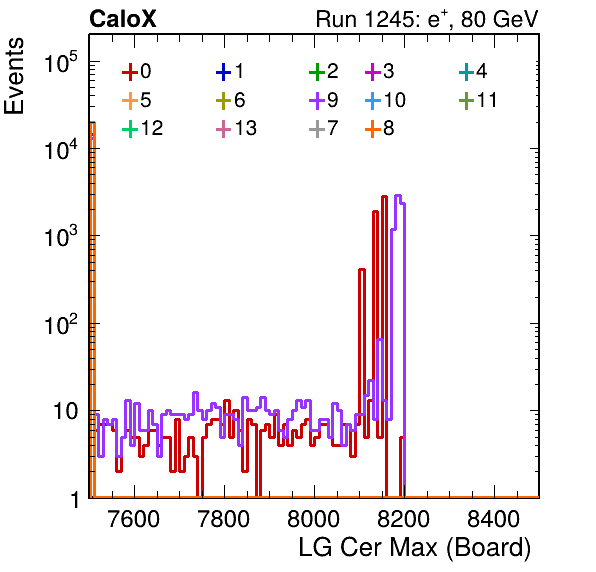 CaloX Run 1245: e⁺, 80 GeV
Events
10⁵
10⁴
10³
10²
10
1
0 1 2 3 4
5 6 9 10 11
12 13 7 8
7600 7800 8000 8200 8400
LG Cer Max (Board)